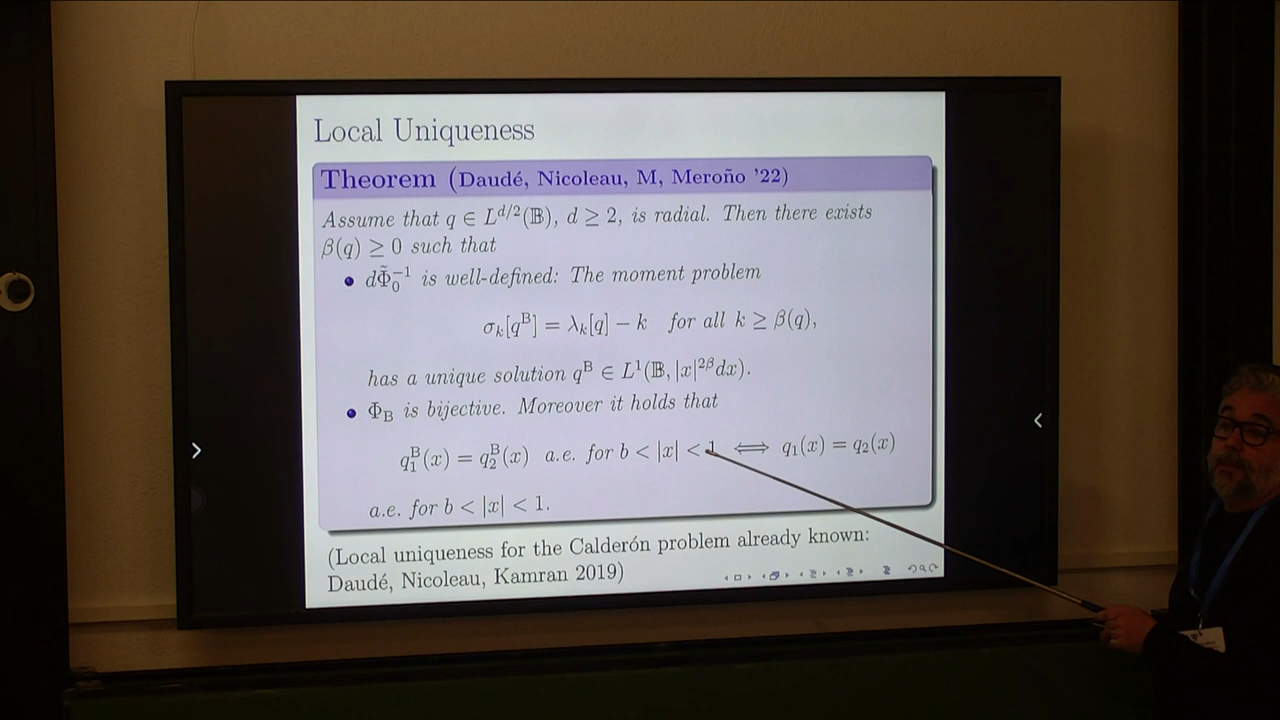 Local Uniqueness
Theorem (Daudé, Nicoleau, M, Meroño '22)
Assume that q ∈ L^{d/2}(𝔹), d ≥ 2, is radial. Then there exists
β(q) ≥ 0 such that
• dΦ̃₀⁻¹ is well-defined: The moment problem
σ_k[q^B] = λ_k[q] − k for all k ≥ β(q),
has a unique solution q^B ∈ L¹(𝔹, |x|^{2β}dx).
• Φ_B is bijective. Moreover it holds that
q₁^B(x) = q₂^B(x) a.e. for b < |x| < 1 ⟺ q₁(x) = q₂(x)
a.e. for b < |x| < 1.
(Local uniqueness for the Calderón problem already known:
Daudé, Nicoleau, Kamran 2019)